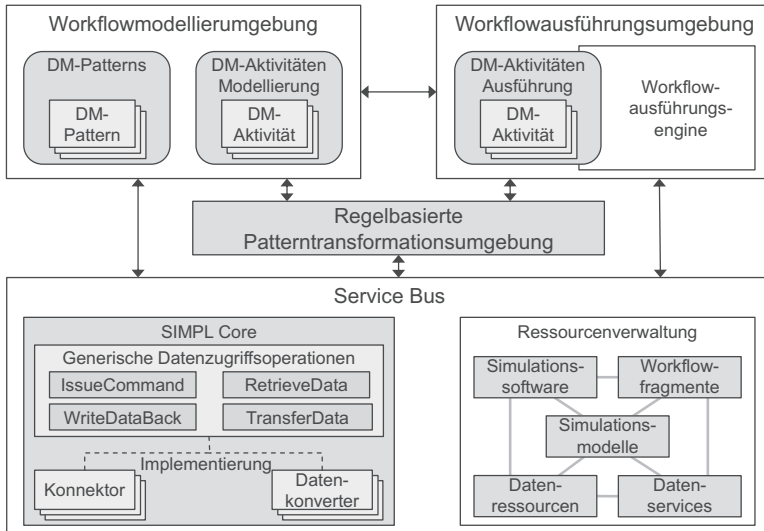 Workflowmodellierumgebung
DM-Patterns
DM-
Pattern
DM-Aktivitäten
Modellierung
DM-
Aktivität
Workflowausführungsumgebung
DM-Aktivitäten
Ausführung
DM-
Aktivität
Workflow-
ausführungs-
engine
Regelbasierte
Patterntransformationsumgebung
Service Bus
SIMPL Core
Generische Datenzugriffsoperationen
IssueCommand
RetrieveData
WriteDataBack
TransferData
Implementierung
Konnektor
Daten-
konverter
Ressourcenverwaltung
Simulations-
software
Workflow-
fragmente
Simulations-
modelle
Daten-
ressourcen
Daten-
services